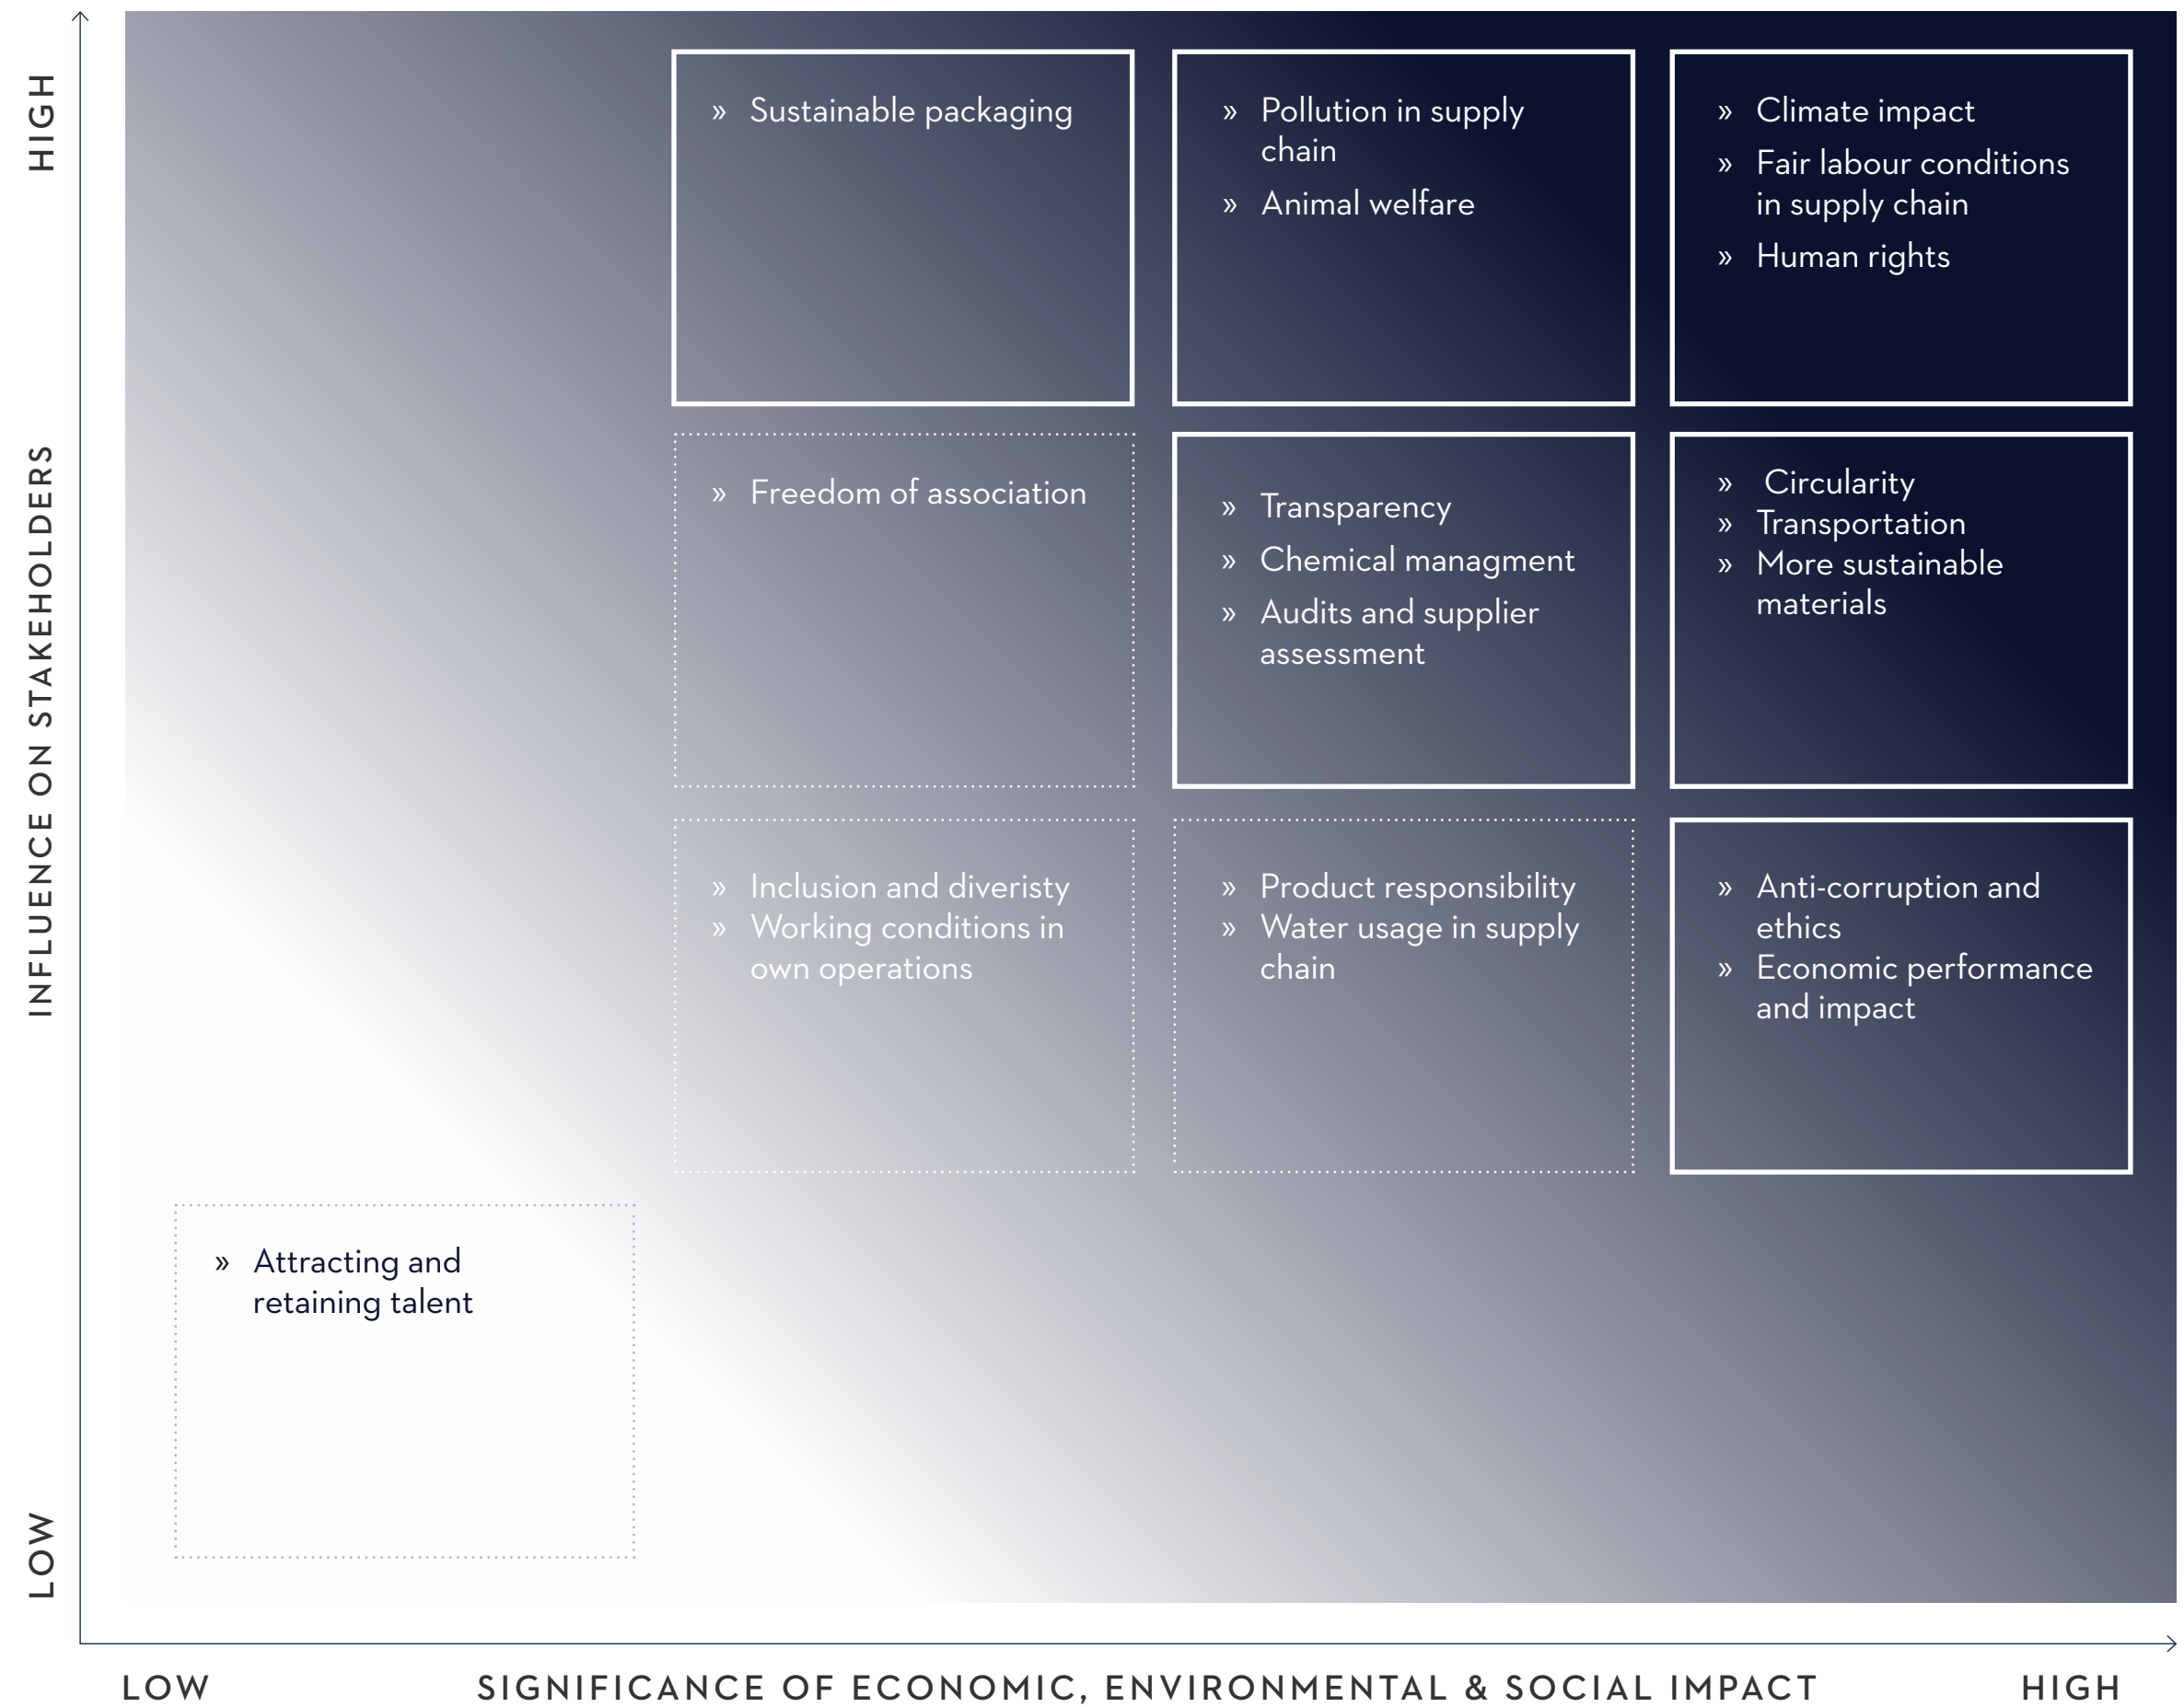 HIGH
INFLUENCE ON STAKEHOLDERS
LOW
» Sustainable packaging
» Pollution in supply
chain
» Animal welfare
» Climate impact
» Fair labour conditions
in supply chain
» Human rights
» Freedom of association
» Transparency
» Chemical managment
» Audits and supplier
assessment
» Circularity
» Transportation
» More sustainable
materials
» Inclusion and diveristy
» Working conditions in
own operations
» Product responsibility
» Water usage in supply
chain
» Anti-corruption and
ethics
» Economic performance
and impact
» Attracting and
retaining talent
LOW SIGNIFICANCE OF ECONOMIC, ENVIRONMENTAL & SOCIAL IMPACT HIGH